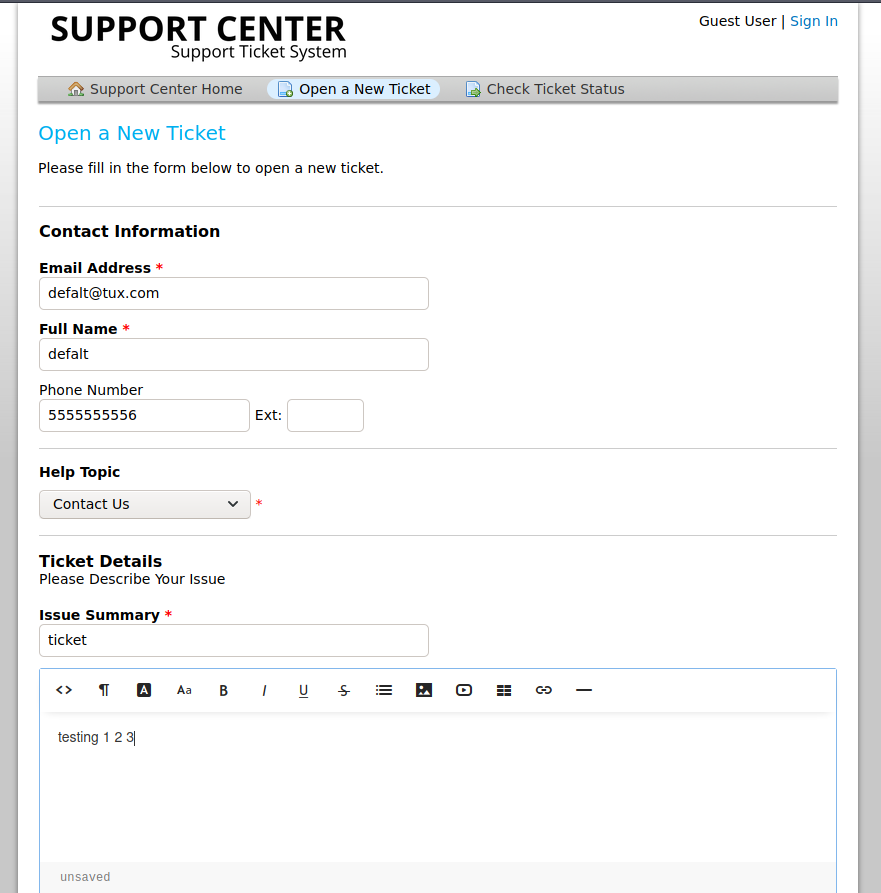 SUPPORT CENTER
Support Ticket System
Guest User | Sign In
Support Center Home Open a New Ticket Check Ticket Status
Open a New Ticket
Please fill in the form below to open a new ticket.
Contact Information
Email Address *
defalt@tux.com
Full Name *
defalt
Phone Number
5555555556 Ext:
Help Topic
Contact Us *
Ticket Details
Please Describe Your Issue
Issue Summary *
ticket
<> ¶ A Aa B I U S
testing 1 2 3
unsaved